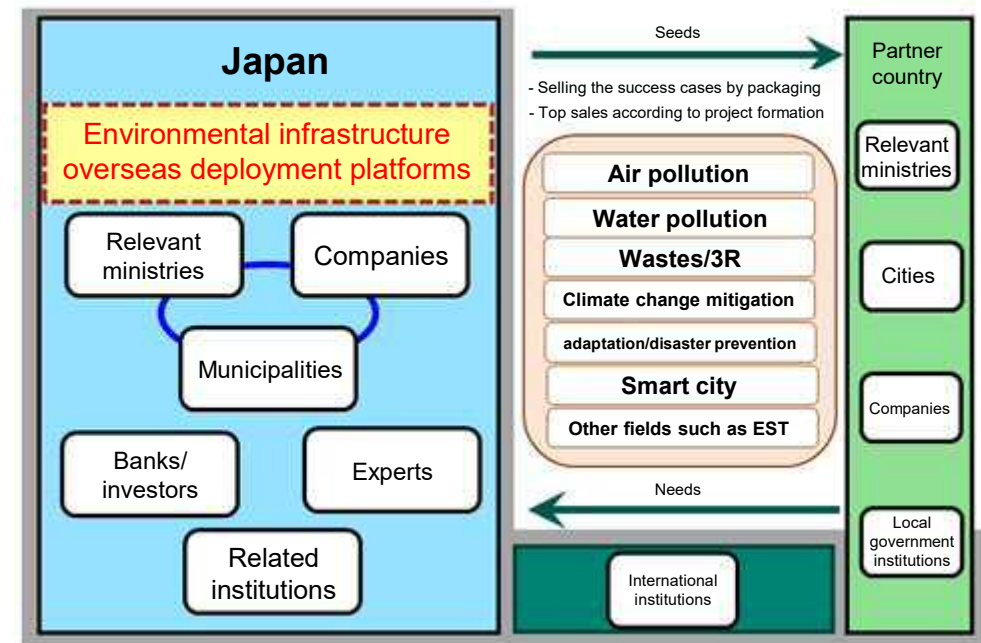 Japan
Environmental infrastructure
overseas deployment platforms
Relevant
ministries
Companies
Municipalities
Banks/
investors
Experts
Related
institutions
Seeds
- Selling the success cases by packaging
- Top sales according to project formation
Air pollution
Water pollution
Wastes/3R
Climate change mitigation
adaptation/disaster prevention
Smart city
Other fields such as EST
Needs
International
institutions
Partner
country
Relevant
ministries
Cities
Companies
Local
government
institutions